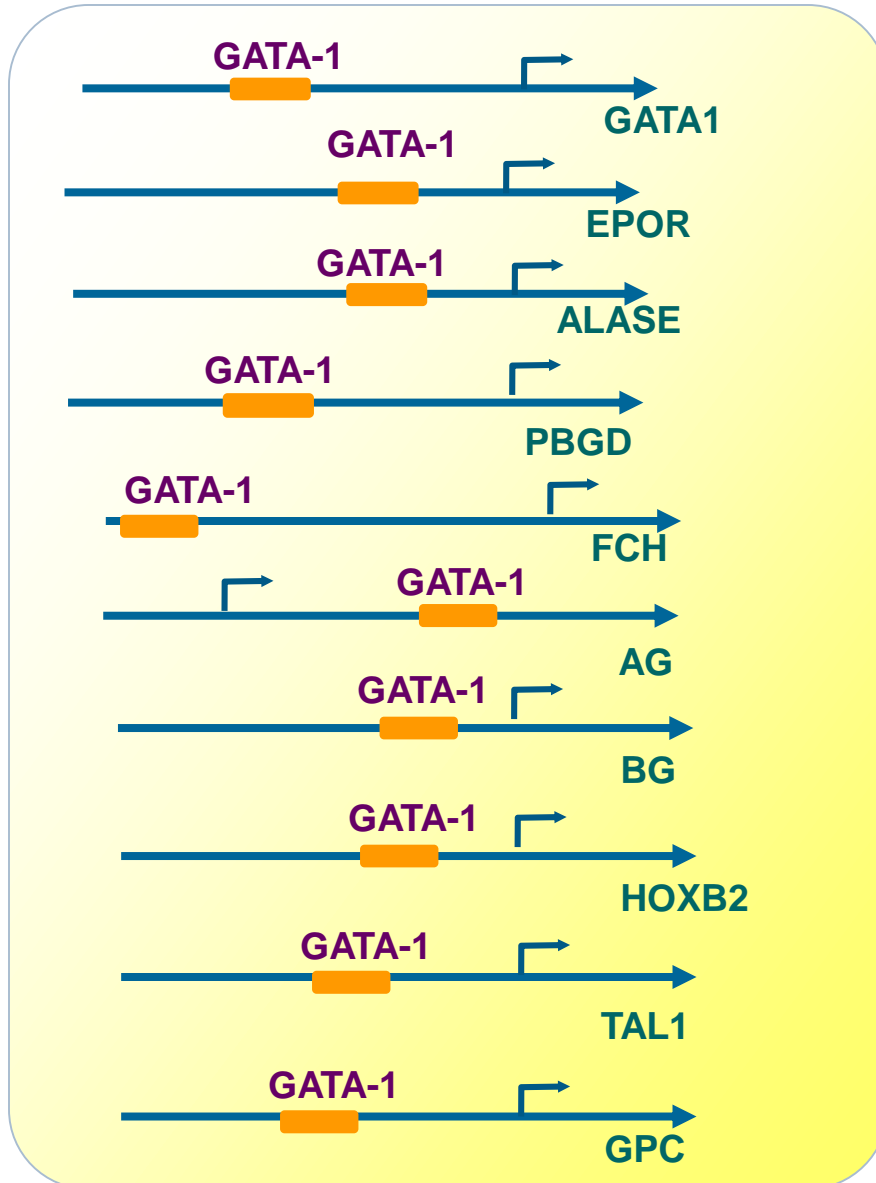 GATA-1
GATA1
GATA-1
EPOR
GATA-1
ALASE
GATA-1
PBGD
GATA-1
FCH
GATA-1
AG
GATA-1
BG
GATA-1
HOXB2
GATA-1
TAL1
GATA-1
GPC